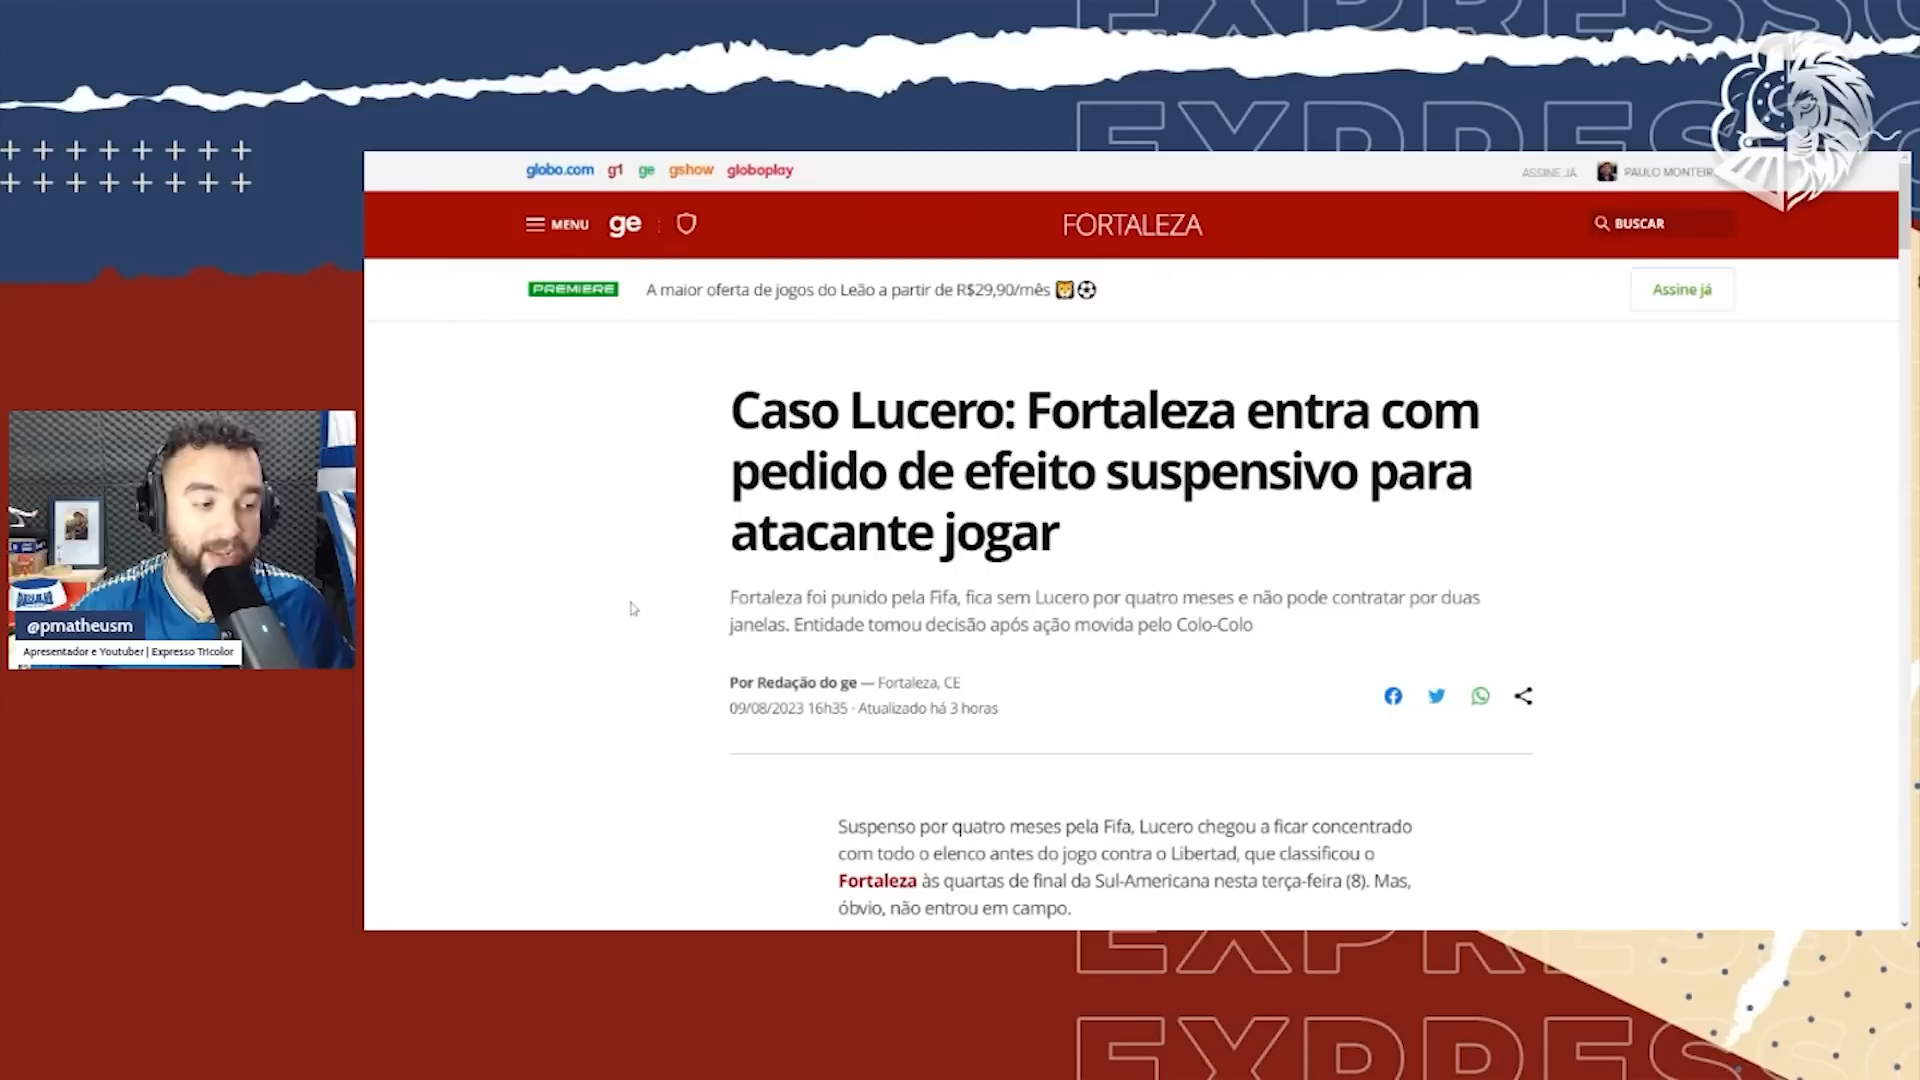 EXPRESSO
EXPRESSO
globo.com g1 ge gshow globoplay
ASSINE JÁ
PAULO MONTEIR
MENU ge
FORTALEZA
BUSCAR
PREMIERE
A maior oferta de jogos do Leão a partir de R$29,90/mês
Assine já
Caso Lucero: Fortaleza entra com
pedido de efeito suspensivo para
atacante jogar
Fortaleza foi punido pela Fifa, fica sem Lucero por quatro meses e não pode contratar por duas
janelas. Entidade tomou decisão após ação movida pelo Colo-Colo
Por Redação do ge — Fortaleza, CE
09/08/2023 16h35 · Atualizado há 3 horas
Suspenso por quatro meses pela Fifa, Lucero chegou a ficar concentrado
com todo o elenco antes do jogo contra o Libertad, que classificou o
Fortaleza às quartas de final da Sul-Americana nesta terça-feira (8). Mas,
óbvio, não entrou em campo.
@pmatheusm
Apresentador e Youtuber | Expresso Tricolor
EXPRESSO
EXPRESSO